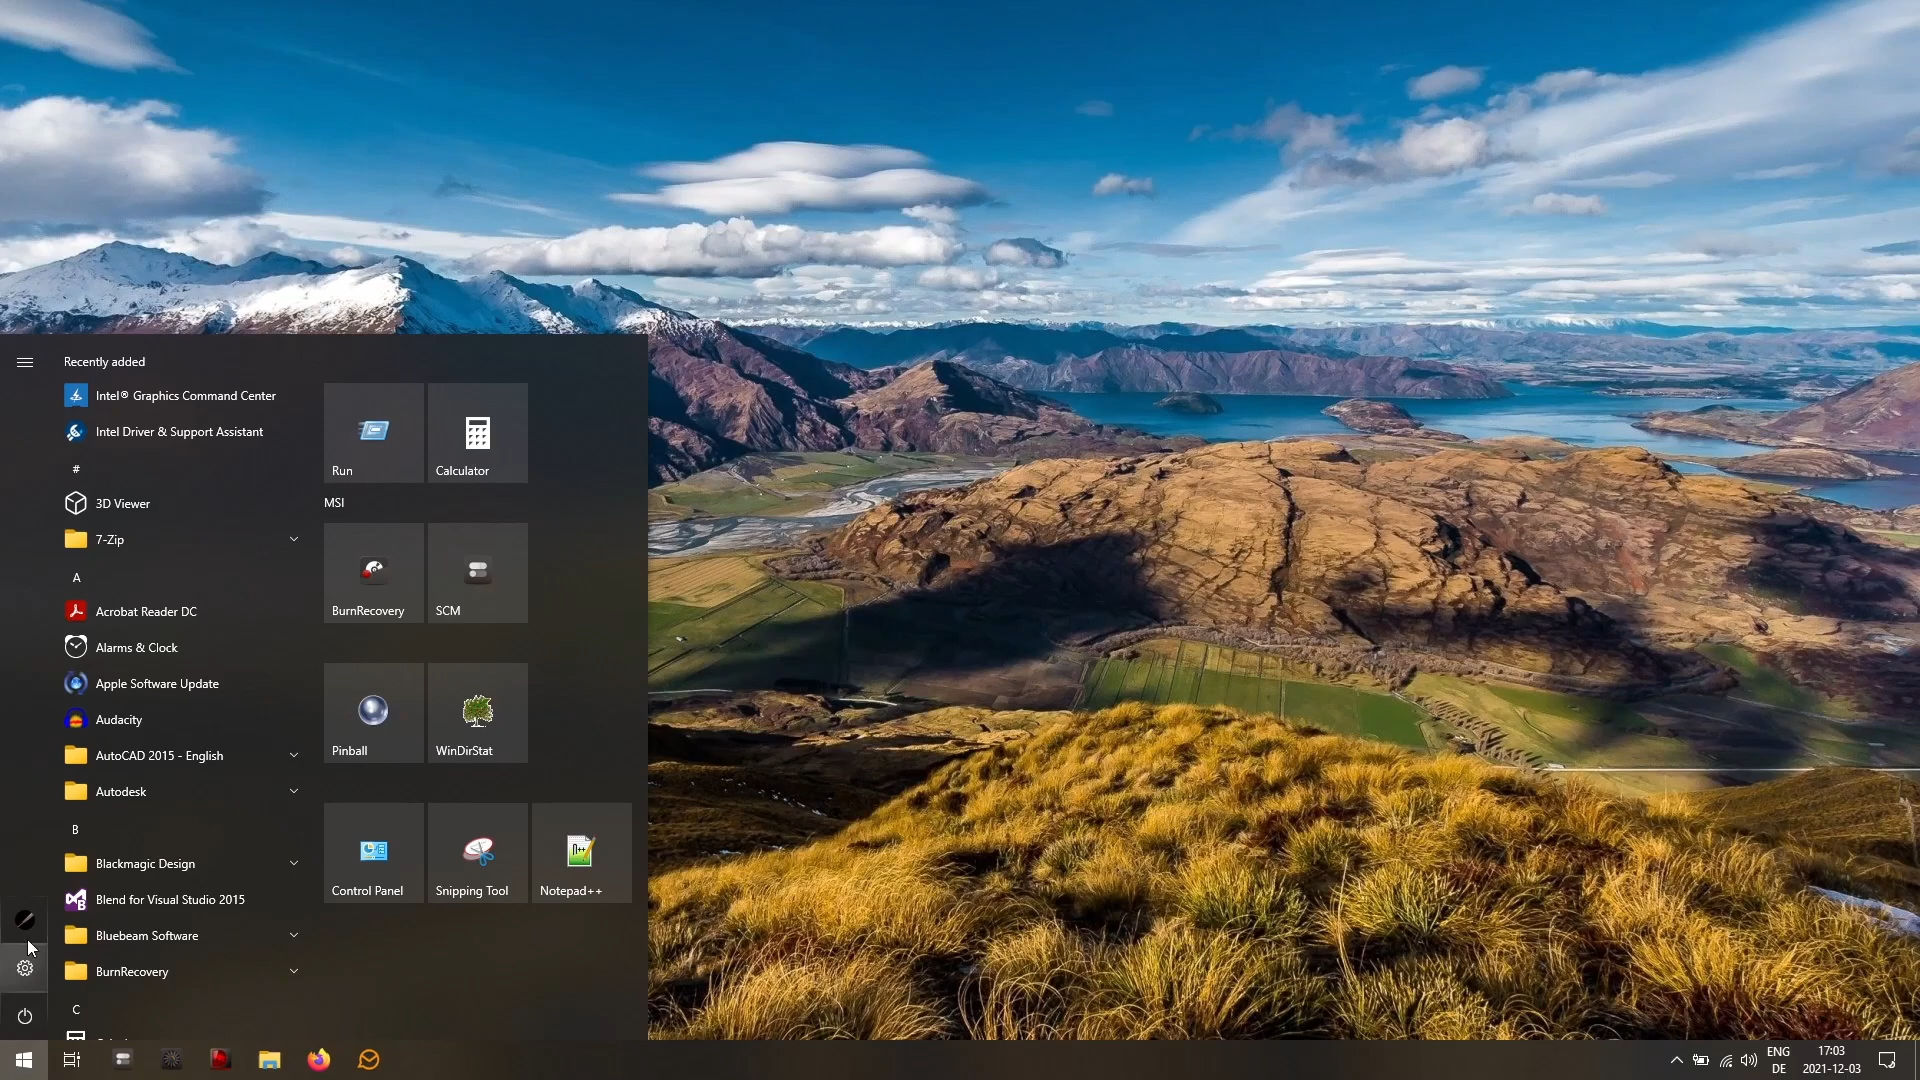 Recently added
Intel® Graphics Command Center
Intel Driver & Support Assistant
#
3D Viewer
7-Zip
A
Acrobat Reader DC
Alarms & Clock
Apple Software Update
Audacity
AutoCAD 2015 - English
Autodesk
B
Blackmagic Design
Blend for Visual Studio 2015
Bluebeam Software
BurnRecovery
C
Run
Calculator
MSI
BurnRecovery
SCM
Pinball
WinDirStat
Control Panel
Snipping Tool
Notepad++
ENG
DE
17:03
2021-12-03